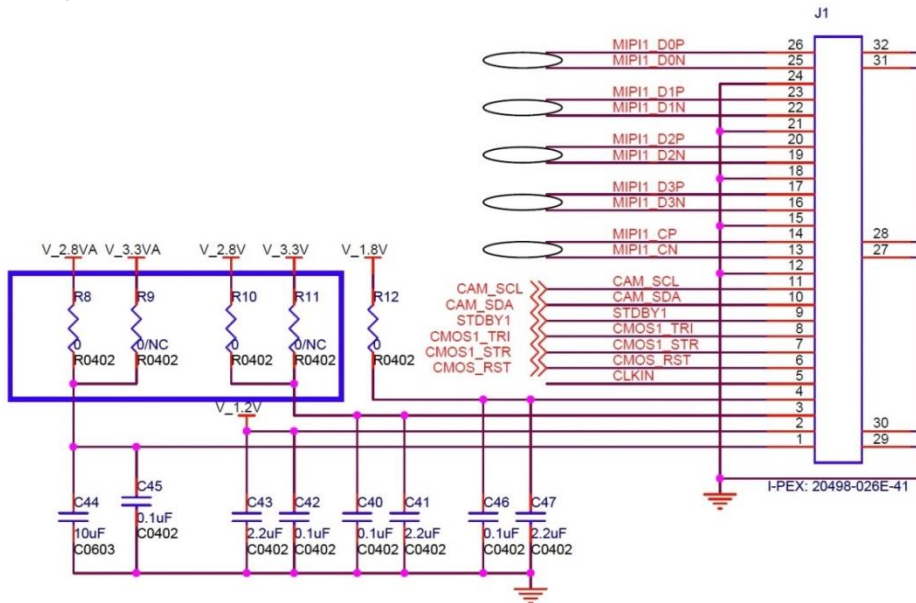 J1
MIPI1_D0P 26 32
MIPI1_D0N 25 31
24
MIPI1_D1P 23
MIPI1_D1N 22
21
MIPI1_D2P 20
MIPI1_D2N 19
18
MIPI1_D3P 17
MIPI1_D3N 16
15
MIPI1_CP 14 28
MIPI1_CN 13 27
12
V_2.8VA V_3.3VA V_2.8V V_3.3V V_1.8V
CAM_SCL CAM_SCL 11
CAM_SDA CAM_SDA 10
STDBY1 STDBY1 9
CMOS1_TRI CMOS1_TRI 8
CMOS1_STR CMOS1_STR 7
CMOS_RST CMOS_RST 6
CLKIN 5
4
3
2 30
1 29
R8 R9 R10 R11 R12
0 0/NC 0 0/NC 0
R0402 R0402 R0402 R0402 R0402
V_1.2V
I-PEX: 20498-026E-41
C44 C45 C43 C42 C40 C41 C46 C47
10uF 0.1uF 2.2uF 0.1uF 0.1uF 2.2uF 0.1uF 2.2uF
C0603 C0402 C0402 C0402 C0402 C0402 C0402 C0402